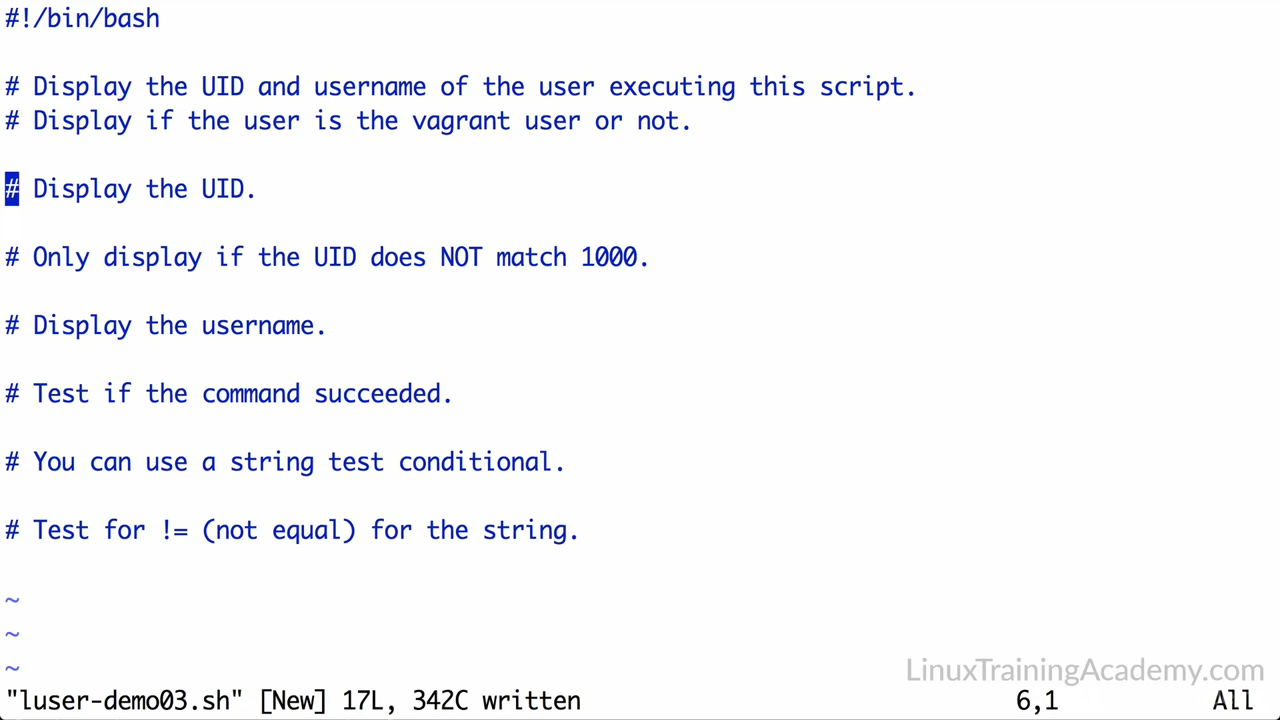 #!/bin/bash
# Display the UID and username of the user executing this script.
# Display if the user is the vagrant user or not.
# Display the UID.
# Only display if the UID does NOT match 1000.
# Display the username.
# Test if the command succeeded.
# You can use a string test conditional.
# Test for != (not equal) for the string.
~
~
~
LinuxTrainingAcademy.com
"luser-demo03.sh" [New] 17L, 342C written 6,1 All